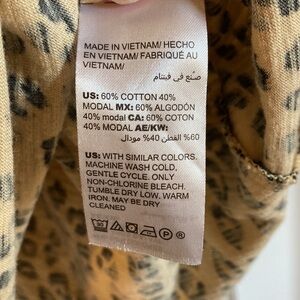 MADE IN VIETNAM/ HECHO
EN VIETNAM/ FABRIQUÉ AU
VIETNAM/
صنع في فيتنام
US: 60% COTTON 40%
MODAL MX: 60% ALGODÓN
40% modal CA: 60% COTON
40% MODAL AE/KW:
60% القطن 40% مودال
US: WITH SIMILAR COLORS.
MACHINE WASH COLD,
GENTLE CYCLE. ONLY
NON-CHLORINE BLEACH.
TUMBLE DRY LOW. WARM
IRON. MAY BE DRY
CLEANED